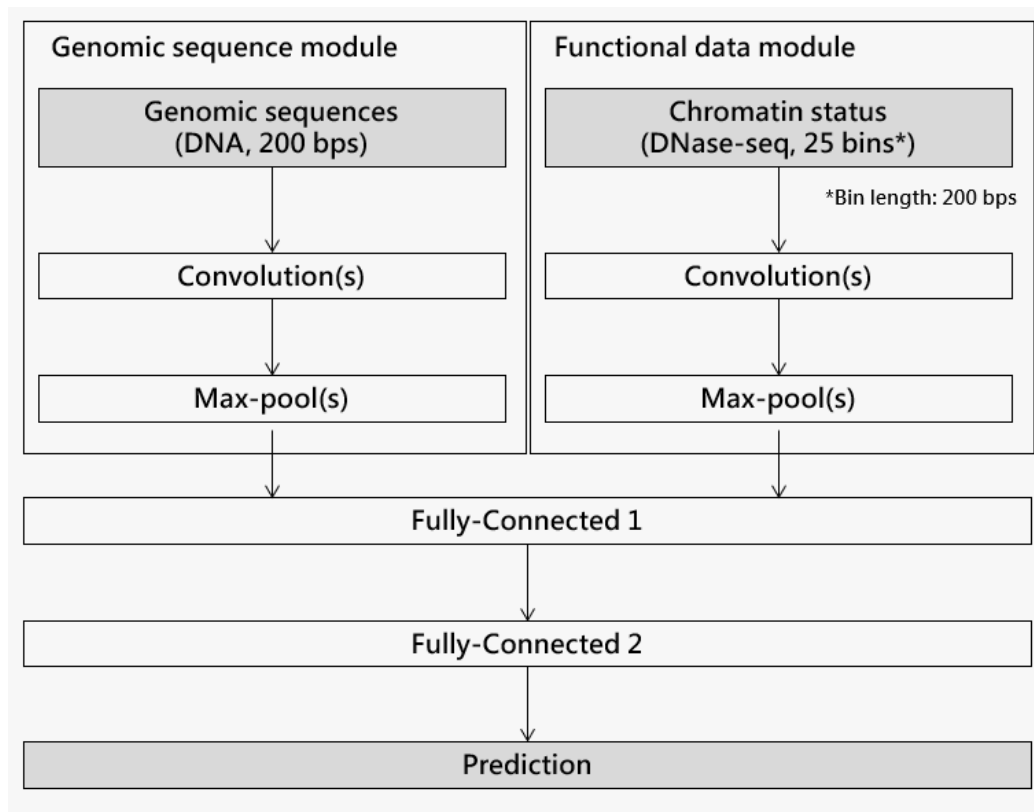 Genomic sequence module
Genomic sequences
(DNA, 200 bps)
Convolution(s)
Max-pool(s)
Functional data module
Chromatin status
(DNase-seq, 25 bins*)
*Bin length: 200 bps
Convolution(s)
Max-pool(s)
Fully-Connected 1
Fully-Connected 2
Prediction